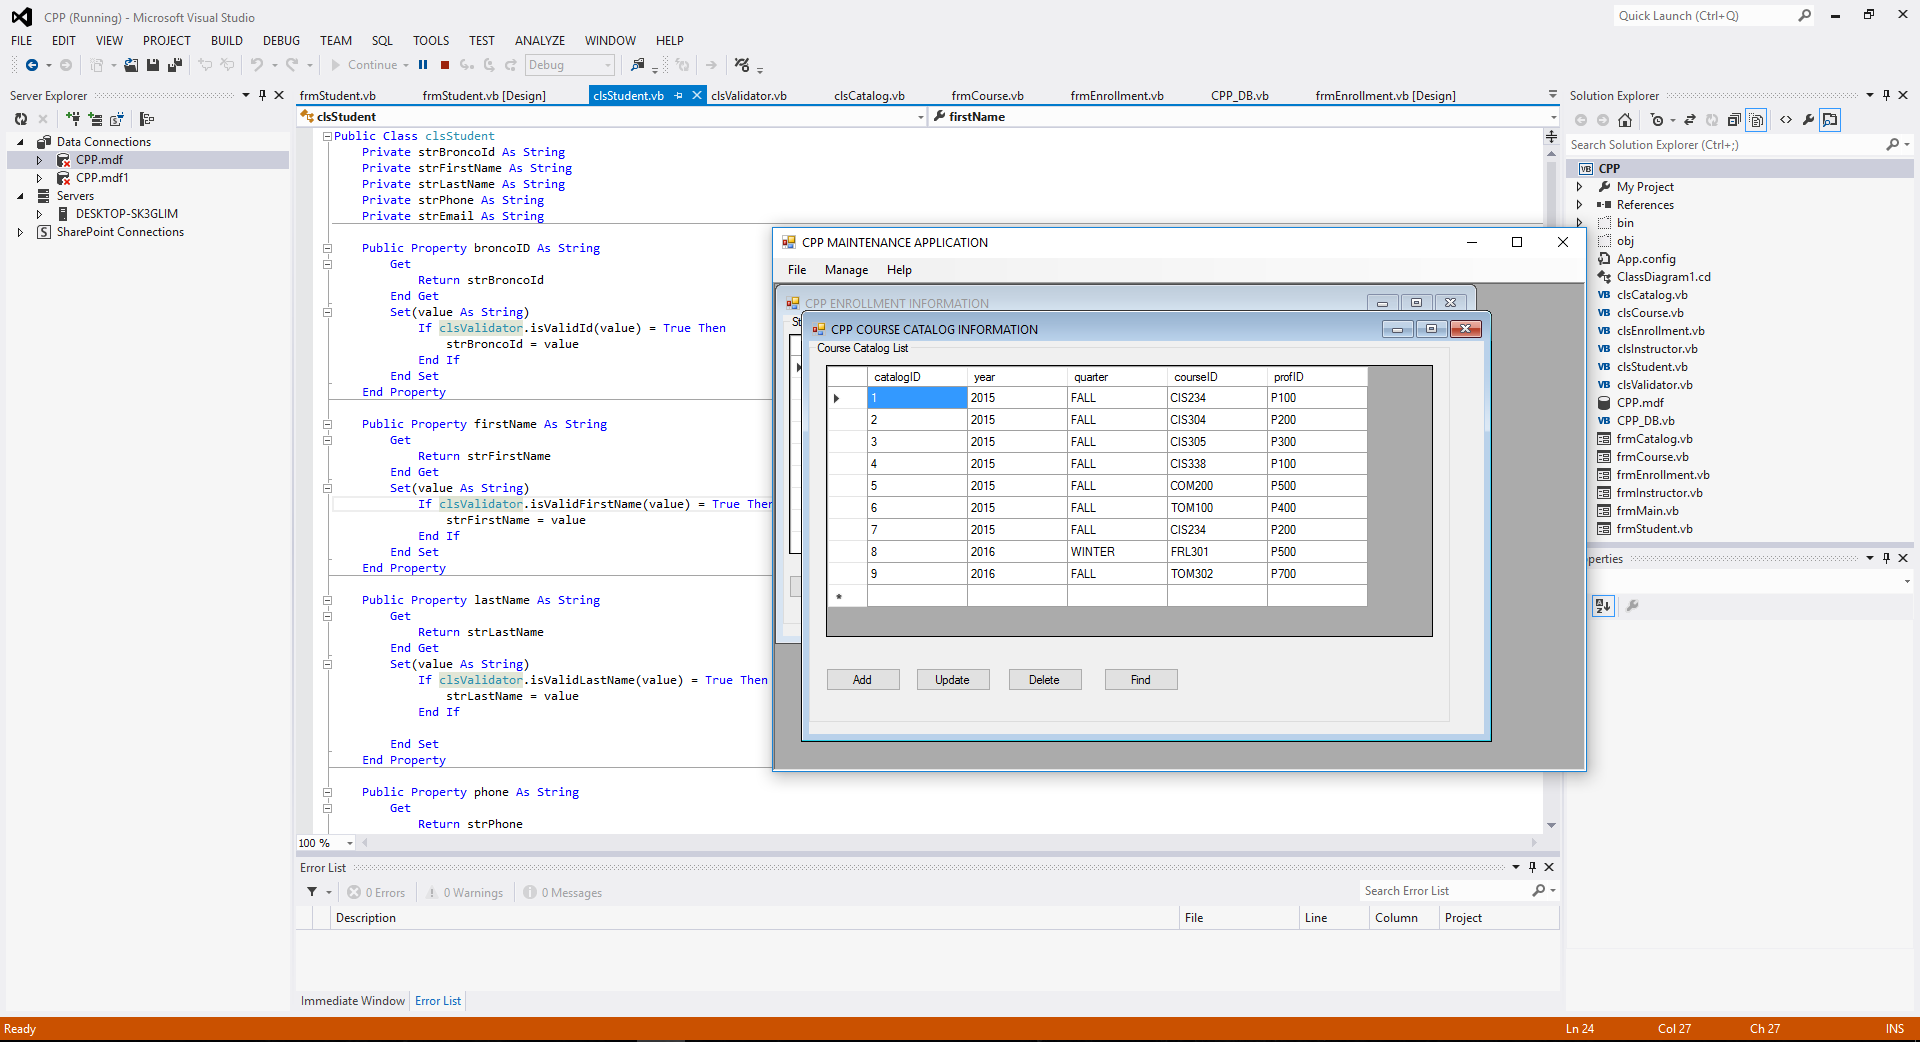 CPP (Running) - Microsoft Visual Studio
Quick Launch (Ctrl+Q)
FILE EDIT VIEW PROJECT BUILD DEBUG TEAM SQL TOOLS TEST ANALYZE WINDOW HELP
Continue Debug
Server Explorer
Data Connections
CPP.mdf
CPP.mdf1
Servers
DESKTOP-SK3GLIM
SharePoint Connections
frmStudent.vb frmStudent.vb [Design] clsStudent.vb clsValidator.vb clsCatalog.vb frmCourse.vb frmEnrollment.vb CPP_DB.vb frmEnrollment.vb [Design]
clsStudent firstName
Public Class clsStudent
Private strBroncoId As String
Private strFirstName As String
Private strLastName As String
Private strPhone As String
Private strEmail As String
Public Property broncoID As String
Get
Return strBroncoId
End Get
Set(value As String)
If clsValidator.isValidId(value) = True Then
strBroncoId = value
End If
End Set
End Property
Public Property firstName As String
Get
Return strFirstName
End Get
Set(value As String)
If clsValidator.isValidFirstName(value) = True Then
strFirstName = value
End If
End Set
End Property
Public Property lastName As String
Get
Return strLastName
End Get
Set(value As String)
If clsValidator.isValidLastName(value) = True Then
strLastName = value
End If
End Set
End Property
Public Property phone As String
Get
Return strPhone
100 %
CPP MAINTENANCE APPLICATION
File Manage Help
CPP ENROLLMENT INFORMATION
St
CPP COURSE CATALOG INFORMATION
Course Catalog List
catalogID year quarter courseID profID
1 2015 FALL CIS234 P100
2 2015 FALL CIS304 P200
3 2015 FALL CIS305 P300
4 2015 FALL CIS338 P100
5 2015 FALL COM200 P500
6 2015 FALL TOM100 P400
7 2015 FALL CIS234 P200
8 2016 WINTER FRL301 P500
9 2016 FALL TOM302 P700
Add Update Delete Find
Solution Explorer
Search Solution Explorer (Ctrl+;)
VB CPP
My Project
References
bin
obj
App.config
ClassDiagram1.cd
VB clsCatalog.vb
VB clsCourse.vb
VB clsEnrollment.vb
VB clsInstructor.vb
VB clsStudent.vb
VB clsValidator.vb
CPP.mdf
VB CPP_DB.vb
frmCatalog.vb
frmCourse.vb
frmEnrollment.vb
frmInstructor.vb
frmMain.vb
frmStudent.vb
perties
Error List
0 Errors 0 Warnings 0 Messages
Search Error List
Description File Line Column Project
Immediate Window Error List
Ready Ln 24 Col 27 Ch 27 INS